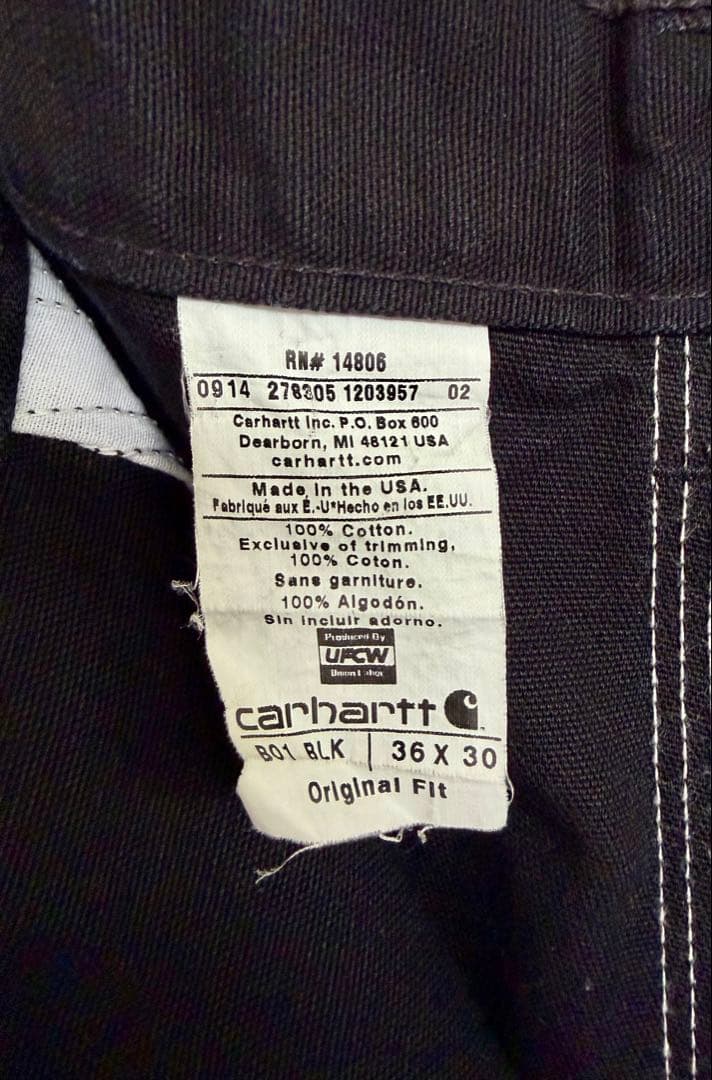 RN# 14806
0914 278305 1203957 02
Carhartt Inc. P.O. Box 600
Dearborn, MI 48121 USA
carhartt.com
Made in the USA.
Fabriqué aux É.-U*Hecho en los EE.UU.
100% Cotton.
Exclusive of trimming,
100% Coton.
Sans garniture.
100% Algodón.
Sin incluir adorno.
Produced By
UFCW
Union Labor
carhartt
B01 BLK | 36 X 30
Original Fit